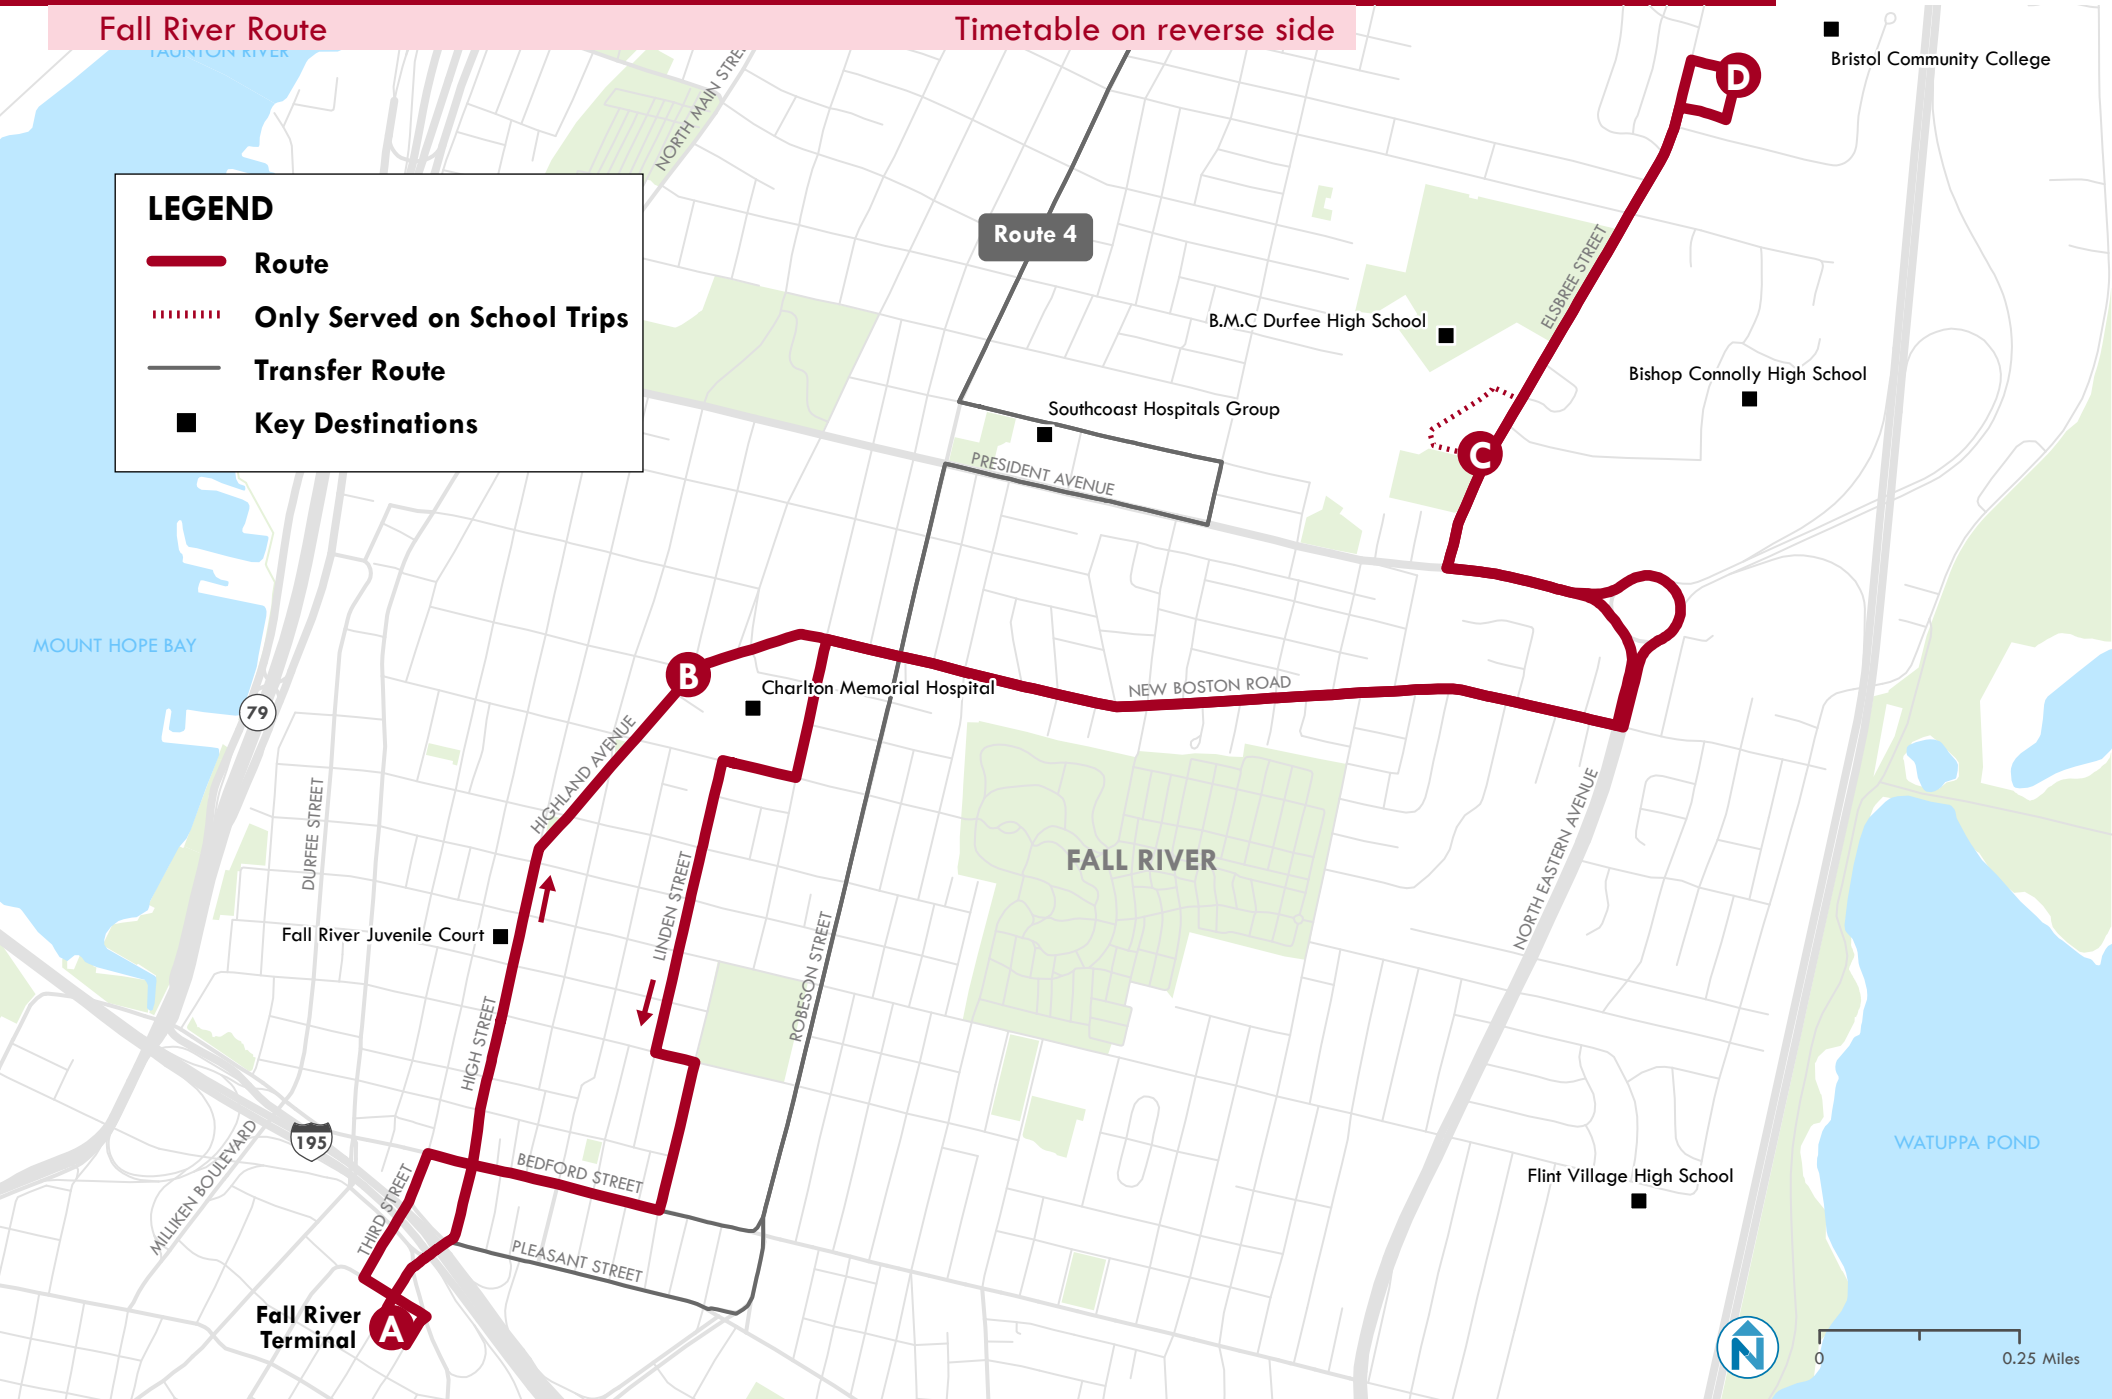 Fall River Route
Timetable on reverse side
TAUNTON RIVER
NORTH MAIN STREET
D
Bristol Community College
LEGEND
Route
Only Served on School Trips
Transfer Route
Key Destinations
Route 4
ELSBREE STREET
B.M.C Durfee High School
Bishop Connolly High School
Southcoast Hospitals Group
C
PRESIDENT AVENUE
MOUNT HOPE BAY
B
Charlton Memorial Hospital
NEW BOSTON ROAD
79
HIGHLAND AVENUE
DURFEE STREET
FALL RIVER
NORTH EASTERN AVENUE
LINDEN STREET
Fall River Juvenile Court
ROBESON STREET
HIGH STREET
195
MILLIKEN BOULEVARD
WATUPPA POND
BEDFORD STREET
THIRD STREET
Flint Village High School
PLEASANT STREET
Fall River
Terminal
A
N
0
0.25 Miles